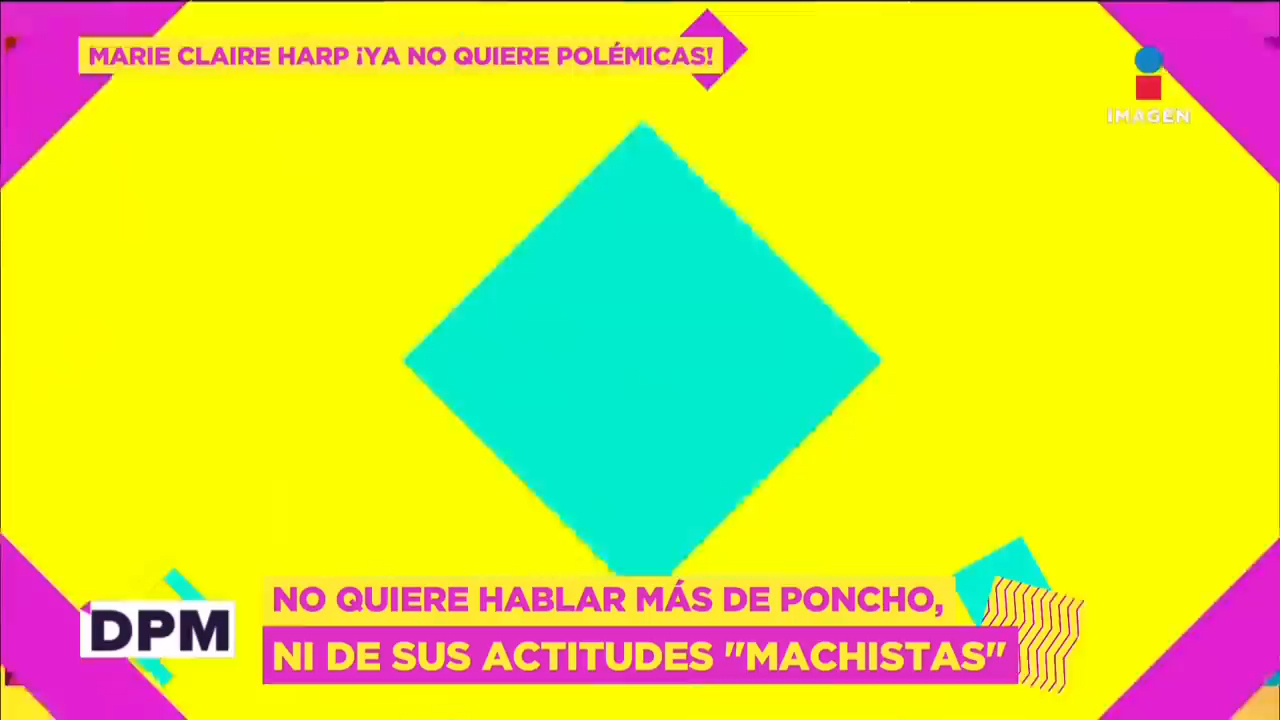 MARIE CLAIRE HARP ¡YA NO QUIERE POLÉMICAS!
IMAGEN
NO QUIERE HABLAR MÁS DE PONCHO,
DPM
NI DE SUS ACTITUDES "MACHISTAS"